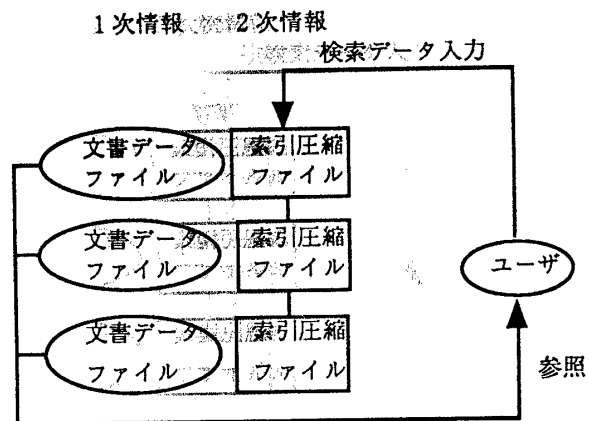 1次情報 2次情報
検索データ入力
文書データ
ファイル
索引圧縮
ファイル
文書データ
ファイル
索引圧縮
ファイル
ユーザ
文書データ
ファイル
索引圧縮
ファイル
参照